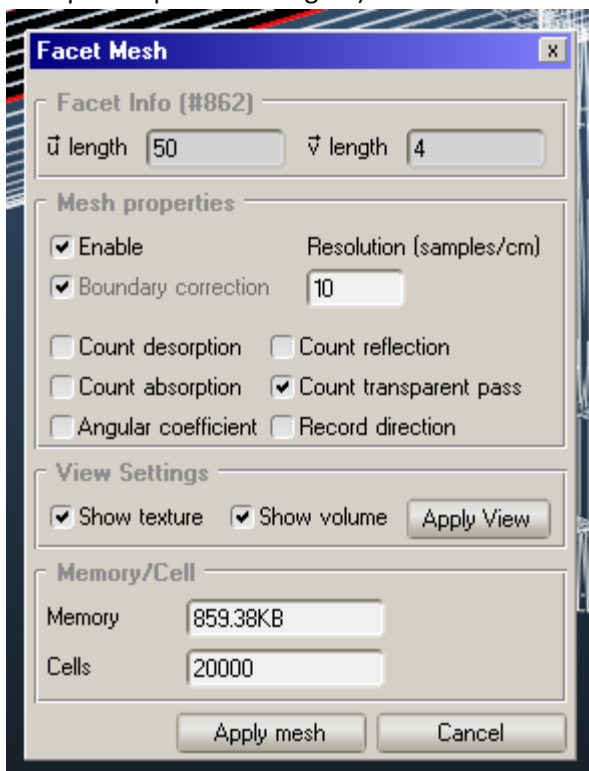 Facet Mesh
Facet Info (#862)
u⃗ length 50 v⃗ length 4
Mesh properties
Enable Resolution (samples/cm)
Boundary correction 10
Count desorption Count reflection
Count absorption Count transparent pass
Angular coefficient Record direction
View Settings
Show texture Show volume Apply View
Memory/Cell
Memory 859.38KB
Cells 20000
Apply mesh Cancel